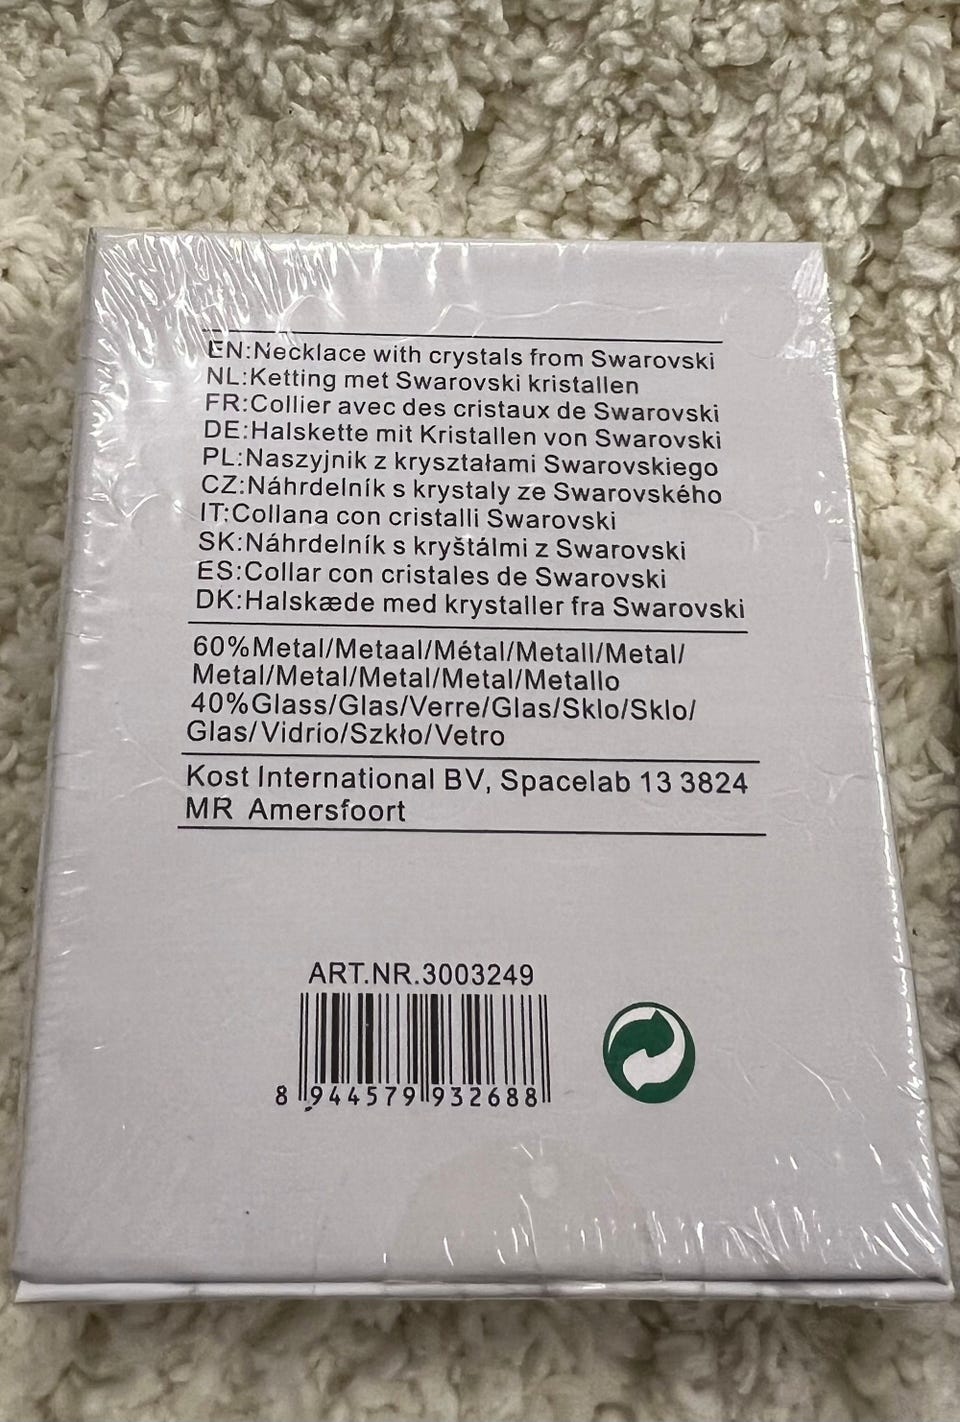 EN:Necklace with crystals from Swarovski
NL:Ketting met Swarovski kristallen
FR:Collier avec des cristaux de Swarovski
DE:Halskette mit Kristallen von Swarovski
PL:Naszyjnik z kryształami Swarovskiego
CZ:Náhrdelník s krystaly ze Swarovského
IT:Collana con cristalli Swarovski
SK:Náhrdelník s kryštálmi z Swarovski
ES:Collar con cristales de Swarovski
DK:Halskæde med krystaller fra Swarovski
60%Metal/Metaal/Métal/Metall/Metal/
Metal/Metal/Metal/Metal/Metallo
40%Glass/Glas/Verre/Glas/Sklo/Sklo/
Glas/Vidrio/Szkło/Vetro
Kost International BV, Spacelab 13 3824
MR Amersfoort
ART.NR.3003249
8 944579 932688